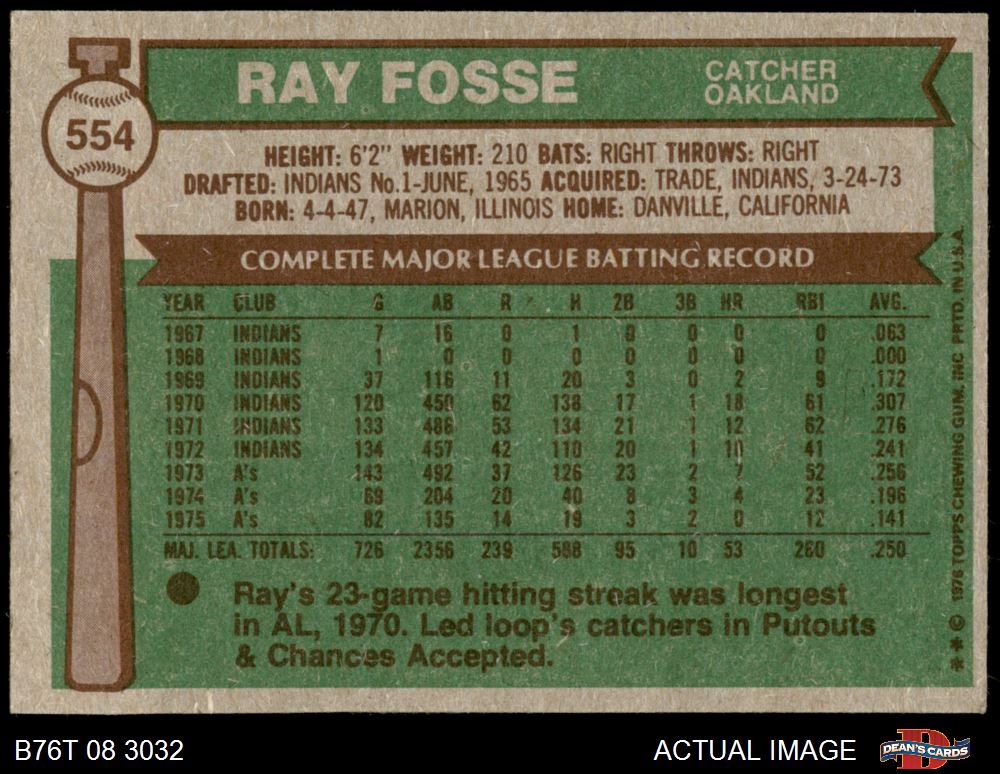 554
RAY FOSSE
CATCHER
OAKLAND
HEIGHT: 6'2" WEIGHT: 210 BATS: RIGHT THROWS: RIGHT
DRAFTED: INDIANS No.1-JUNE, 1965 ACQUIRED: TRADE, INDIANS, 3-24-73
BORN: 4-4-47, MARION, ILLINOIS HOME: DANVILLE, CALIFORNIA
COMPLETE MAJOR LEAGUE BATTING RECORD
YEAR CLUB G AB R H 2B 3B HR RBI AVG.
1967 INDIANS 7 16 0 1 0 0 0 0 .063
1968 INDIANS 1 0 0 0 0 0 0 0 .000
1969 INDIANS 37 116 11 20 3 0 2 9 .172
1970 INDIANS 120 450 62 138 17 1 18 61 .307
1971 INDIANS 133 486 53 134 21 1 12 62 .276
1972 INDIANS 134 457 42 110 20 1 10 41 .241
1973 A's 143 492 37 126 23 2 7 52 .256
1974 A's 69 204 20 40 8 3 4 23 .196
1975 A's 82 135 14 19 3 2 0 12 .141
MAJ. LEA. TOTALS: 726 2356 239 588 95 10 53 260 .250
Ray's 23-game hitting streak was longest
in AL, 1970. Led loop's catchers in Putouts
& Chances Accepted.
** © 1976 TOPPS CHEWING GUM, INC PRTD. IN U.S.A.
B76T 08 3032
ACTUAL IMAGE
DEAN'S CARDS